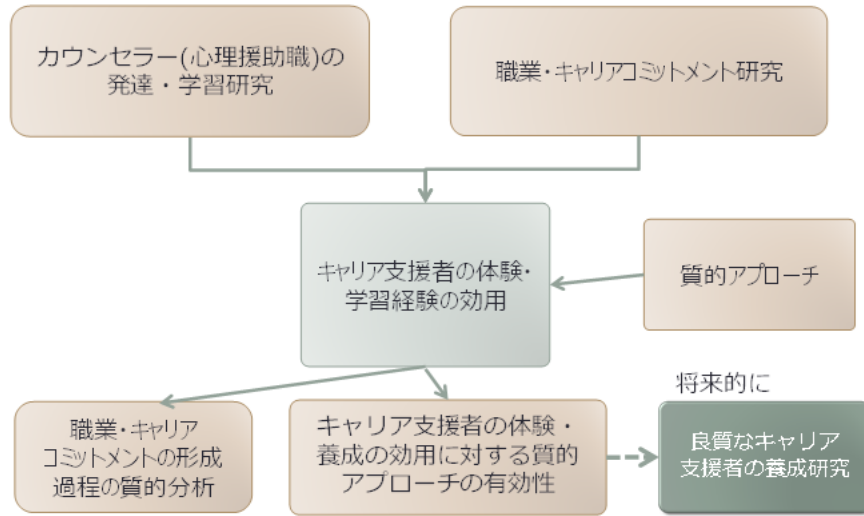 カウンセラー(心理援助職)の
発達・学習研究
職業・キャリアコミットメント研究
キャリア支援者の体験・
学習経験の効用
質的アプローチ
職業・キャリア
コミットメントの形成
過程の質的分析
キャリア支援者の体験・
養成の効用に対する質的
アプローチの有効性
将来的に
良質なキャリア
支援者の養成研究